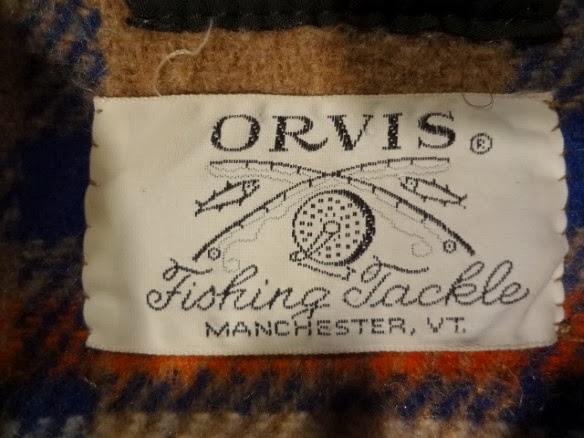 ORVIS®
Fishing Tackle
MANCHESTER, VT.